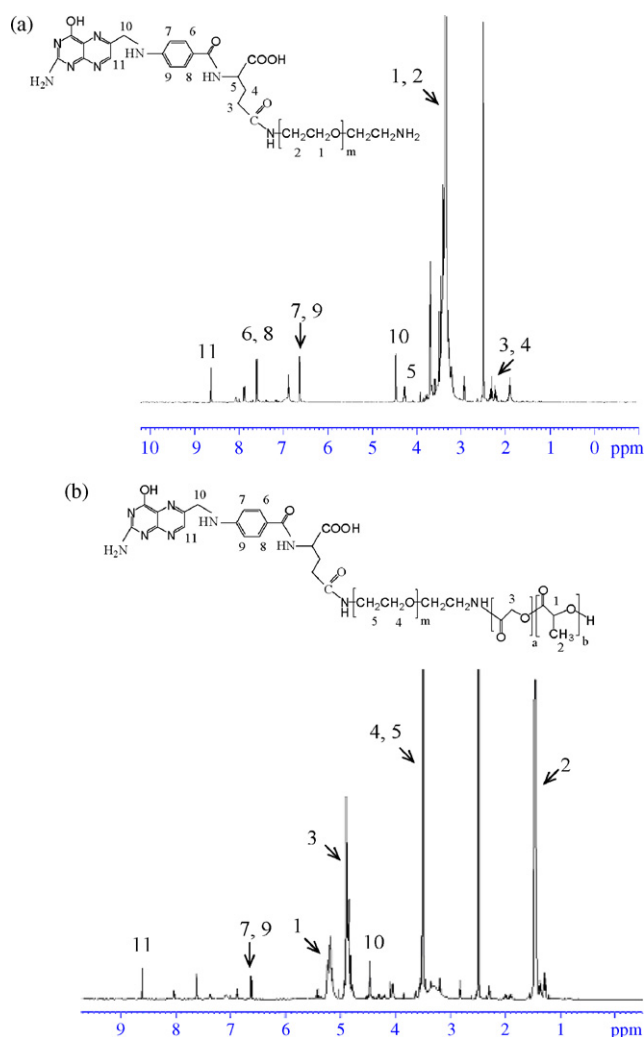 (a)
OH
10
7
6
O
N
N
NH
COOH
11
H₂N
N
N
9
8
HN
5
4
3
O
C
N
H
CH₂CH₂O
CH₂CH₂NH₂
2
1
m
1, 2
11
6, 8
7, 9
10
5
3, 4
10 9 8 7 6 5 4 3 2 1 0 ppm
(b)
OH
10
7
6
O
N
N
NH
COOH
11
H₂N
N
N
9
8
HN
O
C
N
H
CH₂CH₂O
CH₂CH₂NH
3
O
1
O
H
5
4
m
O
a
CH₃
2
b
4, 5
2
3
1
10
7, 9
11
9 8 7 6 5 4 3 2 1 ppm